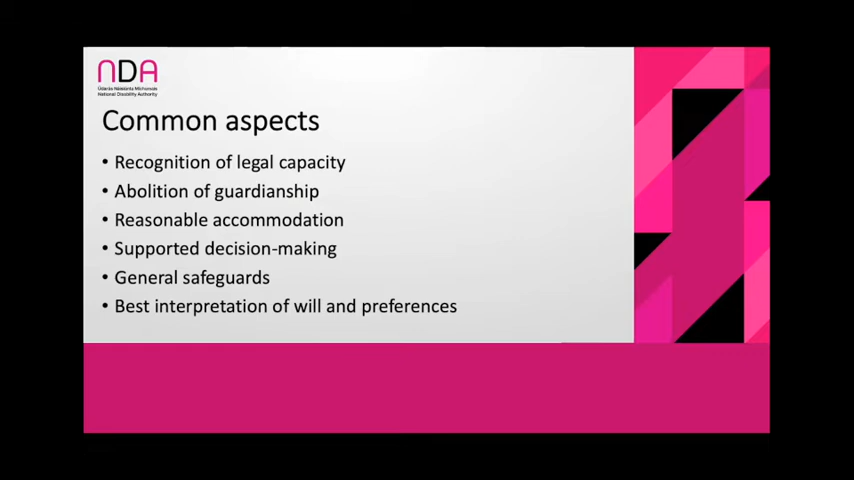 NDA
Údarás Náisiúnta Míchumais
National Disability Authority
Common aspects
• Recognition of legal capacity
• Abolition of guardianship
• Reasonable accommodation
• Supported decision-making
• General safeguards
• Best interpretation of will and preferences